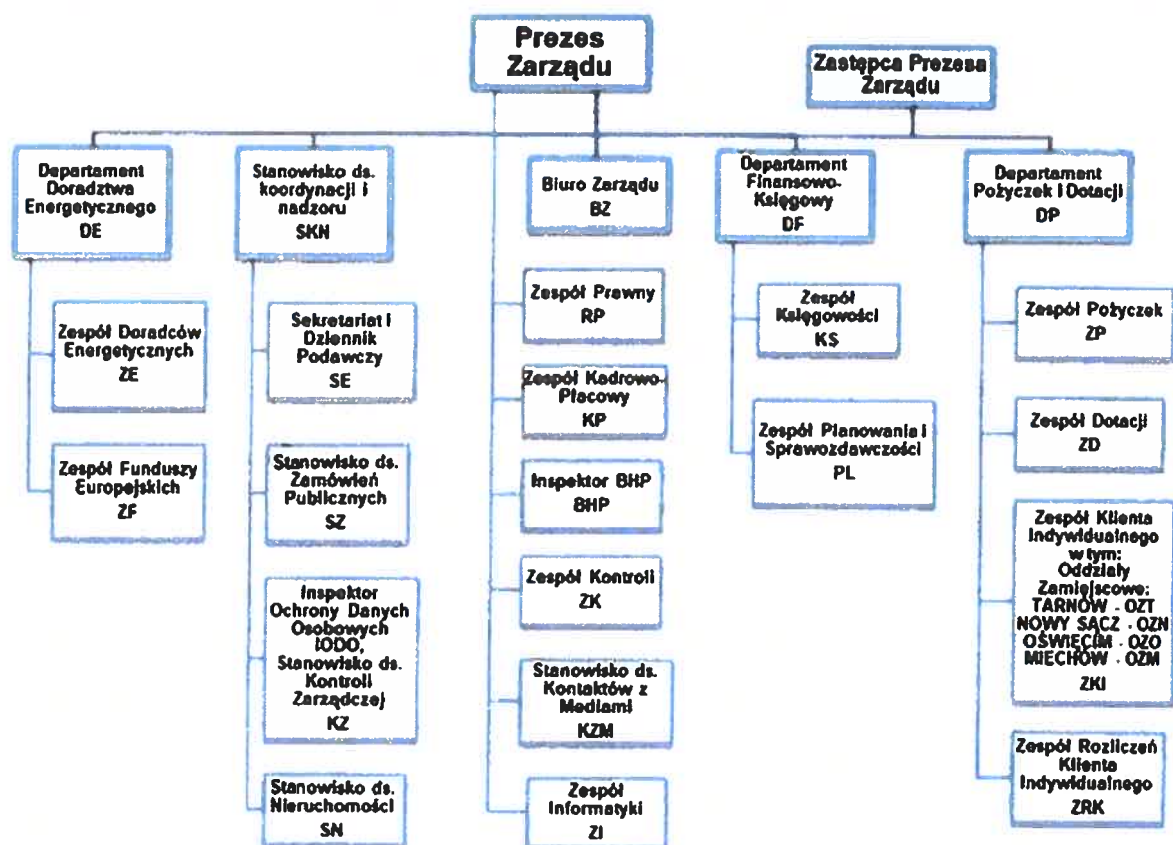 Prezes
Zarządu
Zastępca Prezesa
Zarządu
Departament
Doradztwa
Energetycznego
DE
Stanowisko ds.
koordynacji i
nadzoru
SKN
Biuro Zarządu
BZ
Departament
Finansowo-
Księgowy
DF
Departament
Pożyczek i Dotacji
DP
Zespół Doradców
Energetycznych
ZE
Zespół Funduszy
Europejskich
ZF
Sekretariat i
Dziennik
Podawczy
SE
Stanowisko ds.
Zamówień
Publicznych
SZ
Inspektor
Ochrony Danych
Osobowych
IODO,
Stanowisko ds.
Kontroli
Zarządczej
KZ
Stanowisko ds.
Nieruchomości
SN
Zespół Prawny
RP
Zespół Kadrowo-
Płacowy
KP
Inspektor BHP
BHP
Zespół Kontroli
ZK
Stanowisko ds.
Kontaktów z
Mediami
KZM
Zespół
Informatyki
ZI
Zespół
Księgowości
KS
Zespół Planowania i
Sprawozdawczości
PL
Zespół Pożyczek
ZP
Zespół Dotacji
ZD
Zespół Klienta
Indywidualnego
w tym:
Oddziały
Zamiejscowe:
TARNÓW - OZT
NOWY SĄCZ - OZN
OŚWIĘCIM - OZO
MIECHÓW - OZM
ZKI
Zespół Rozliczeń
Klienta
Indywidualnego
ZRK